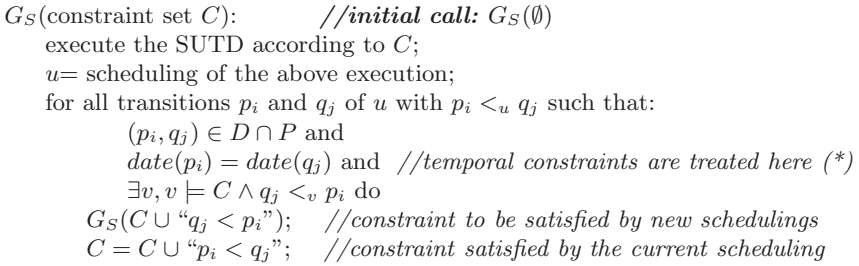 G_S(constraint set C): //initial call: G_S(∅)
execute the SUTD according to C;
u= scheduling of the above execution;
for all transitions p_i and q_j of u with p_i <_u q_j such that:
(p_i, q_j) ∈ D ∩ P and
date(p_i) = date(q_j) and //temporal constraints are treated here (*)
∃v, v ⊨ C ∧ q_j <_v p_i do
G_S(C ∪ “q_j < p_i”); //constraint to be satisfied by new schedulings
C = C ∪ “p_i < q_j”; //constraint satisfied by the current scheduling